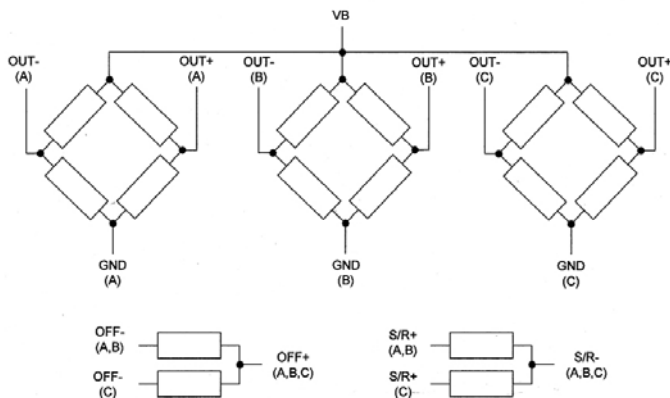 VB
OUT-
(A)
OUT+
(A)
OUT-
(B)
OUT+
(B)
OUT-
(C)
OUT+
(C)
GND
(A)
GND
(B)
GND
(C)
OFF-
(A,B)
OFF+
(A,B,C)
OFF-
(C)
S/R+
(A,B)
S/R-
(A,B,C)
S/R+
(C)